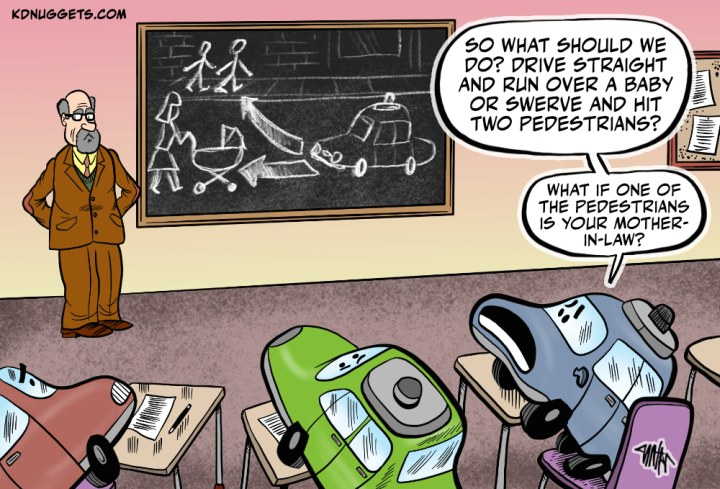 KDNUGGETS.COM
SO WHAT SHOULD WE
DO? DRIVE STRAIGHT
AND RUN OVER A BABY
OR SWERVE AND HIT
TWO PEDESTRIANS?
WHAT IF ONE OF
THE PEDESTRIANS
IS YOUR MOTHER-
IN-LAW?